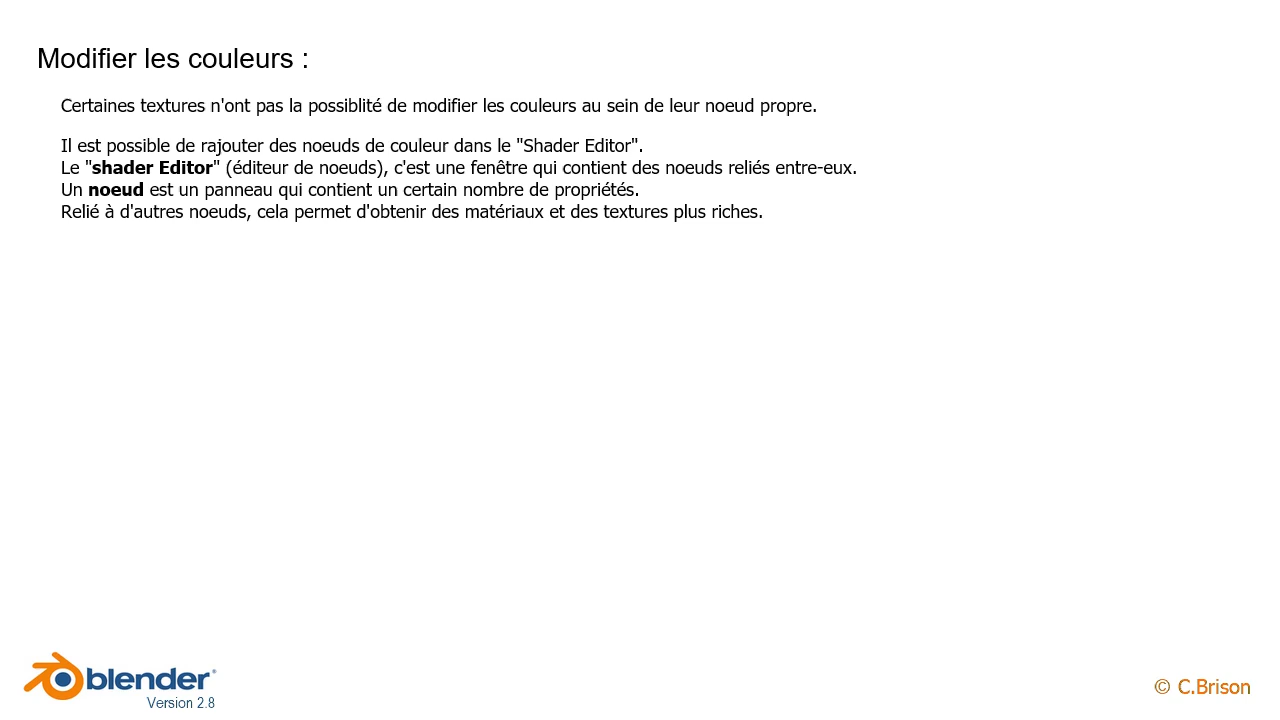 Modifier les couleurs :
Certaines textures n'ont pas la possiblité de modifier les couleurs au sein de leur noeud propre.
Il est possible de rajouter des noeuds de couleur dans le "Shader Editor".
Le "shader Editor" (éditeur de noeuds), c'est une fenêtre qui contient des noeuds reliés entre-eux.
Un noeud est un panneau qui contient un certain nombre de propriétés.
Relié à d'autres noeuds, cela permet d'obtenir des matériaux et des textures plus riches.
blender®
Version 2.8
© C.Brison